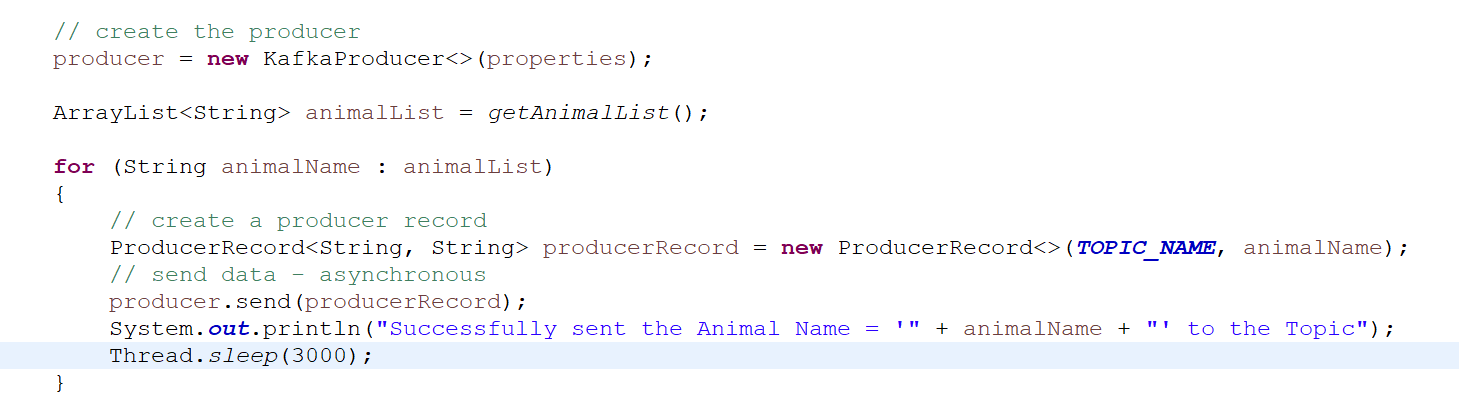 // create the producer
producer = new KafkaProducer<>(properties);
ArrayList<String> animalList = getAnimalList();
for (String animalName : animalList)
{
// create a producer record
ProducerRecord<String, String> producerRecord = new ProducerRecord<>(TOPIC_NAME, animalName);
// send data - asynchronous
producer.send(producerRecord);
System.out.println("Successfully sent the Animal Name = '" + animalName + "' to the Topic");
Thread.sleep(3000);
}